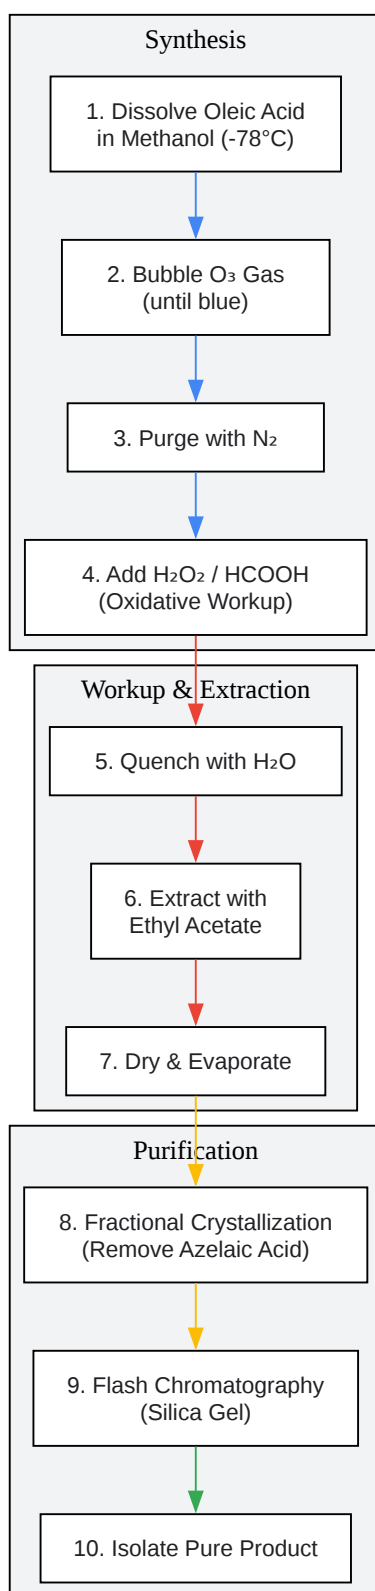 Synthesis
1. Dissolve Oleic Acid
in Methanol (-78°C)
2. Bubble O₃ Gas
(until blue)
3. Purge with N₂
4. Add H₂O₂ / HCOOH
(Oxidative Workup)
Workup & Extraction
5. Quench with H₂O
6. Extract with
Ethyl Acetate
7. Dry & Evaporate
Purification
8. Fractional Crystallization
(Remove Azelaic Acid)
9. Flash Chromatography
(Silica Gel)
10. Isolate Pure Product